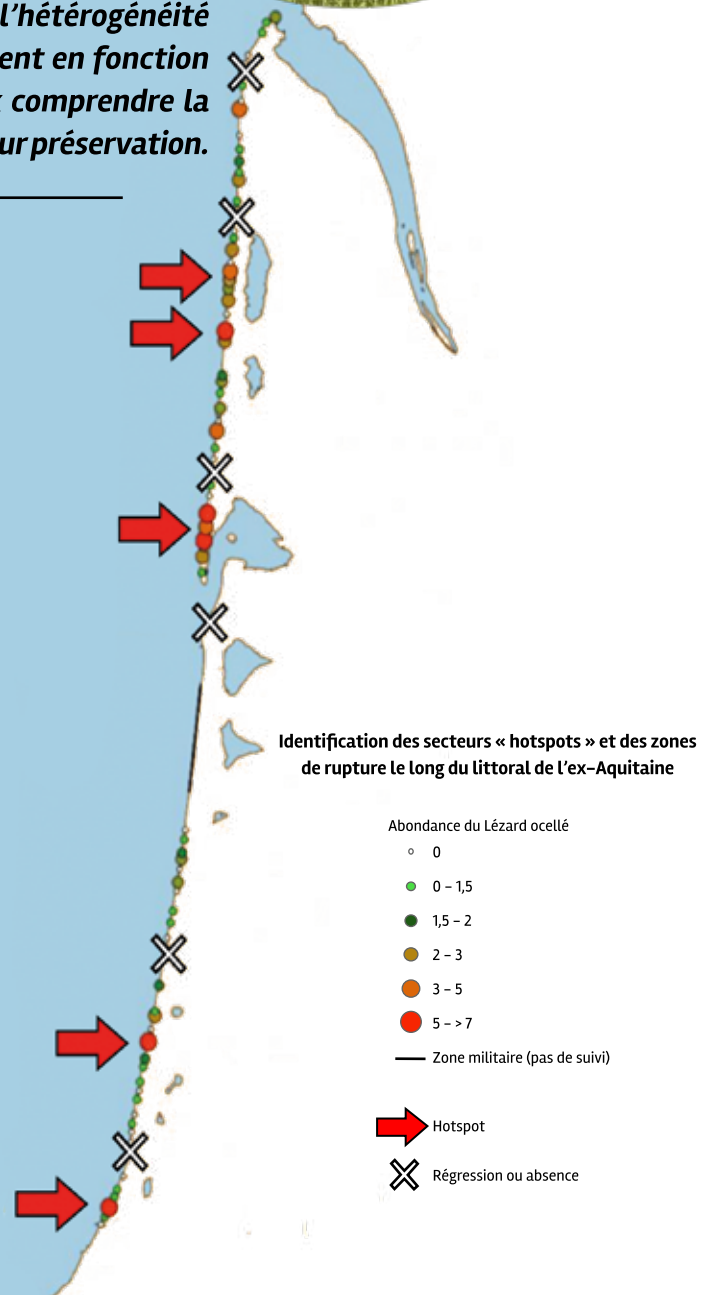 l’hétérogénéité
ent en fonction
comprendre la
ur préservation.
Identification des secteurs « hotspots » et des zones
de rupture le long du littoral de l’ex-Aquitaine
Abondance du Lézard ocellé
0
0 – 1,5
1,5 – 2
2 – 3
3 – 5
5 – > 7
Zone militaire (pas de suivi)
Hotspot
Régression ou absence